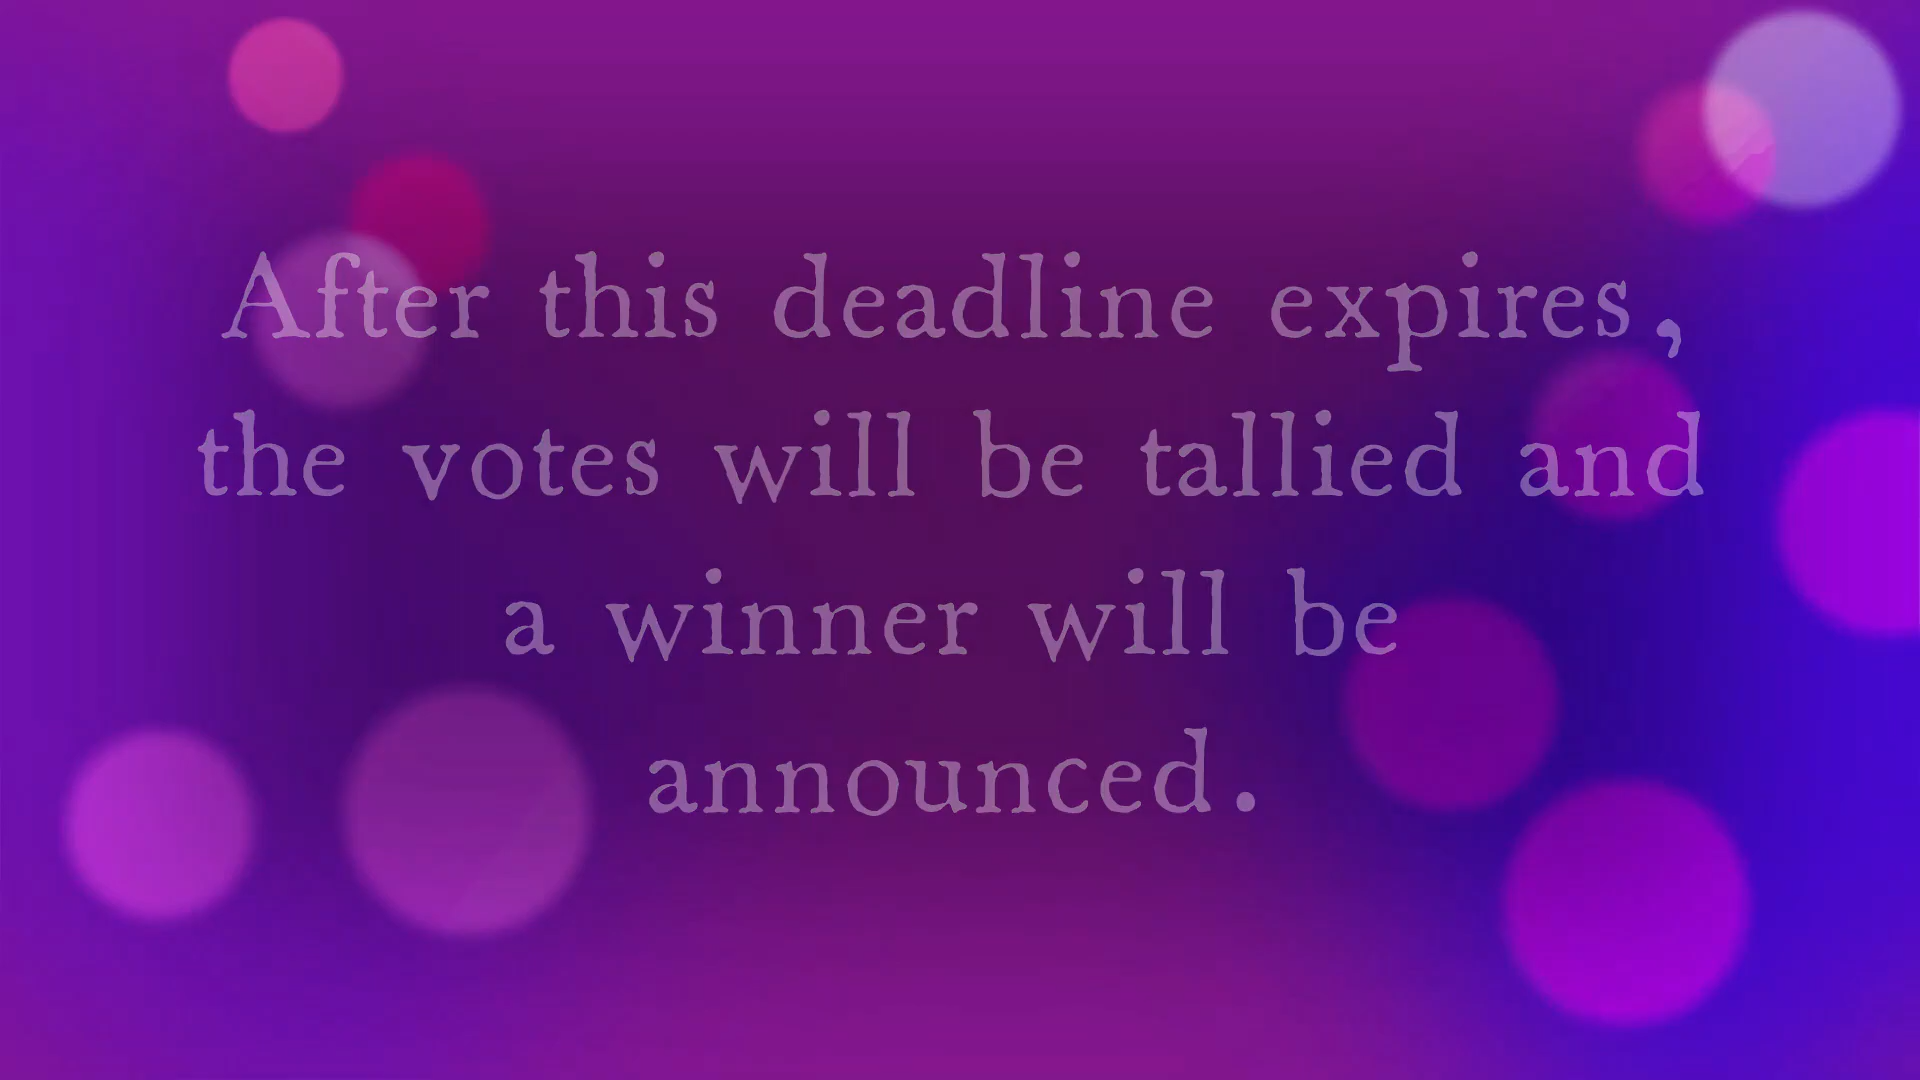 After this deadline expires,
the votes will be tallied and
a winner will be
announced.